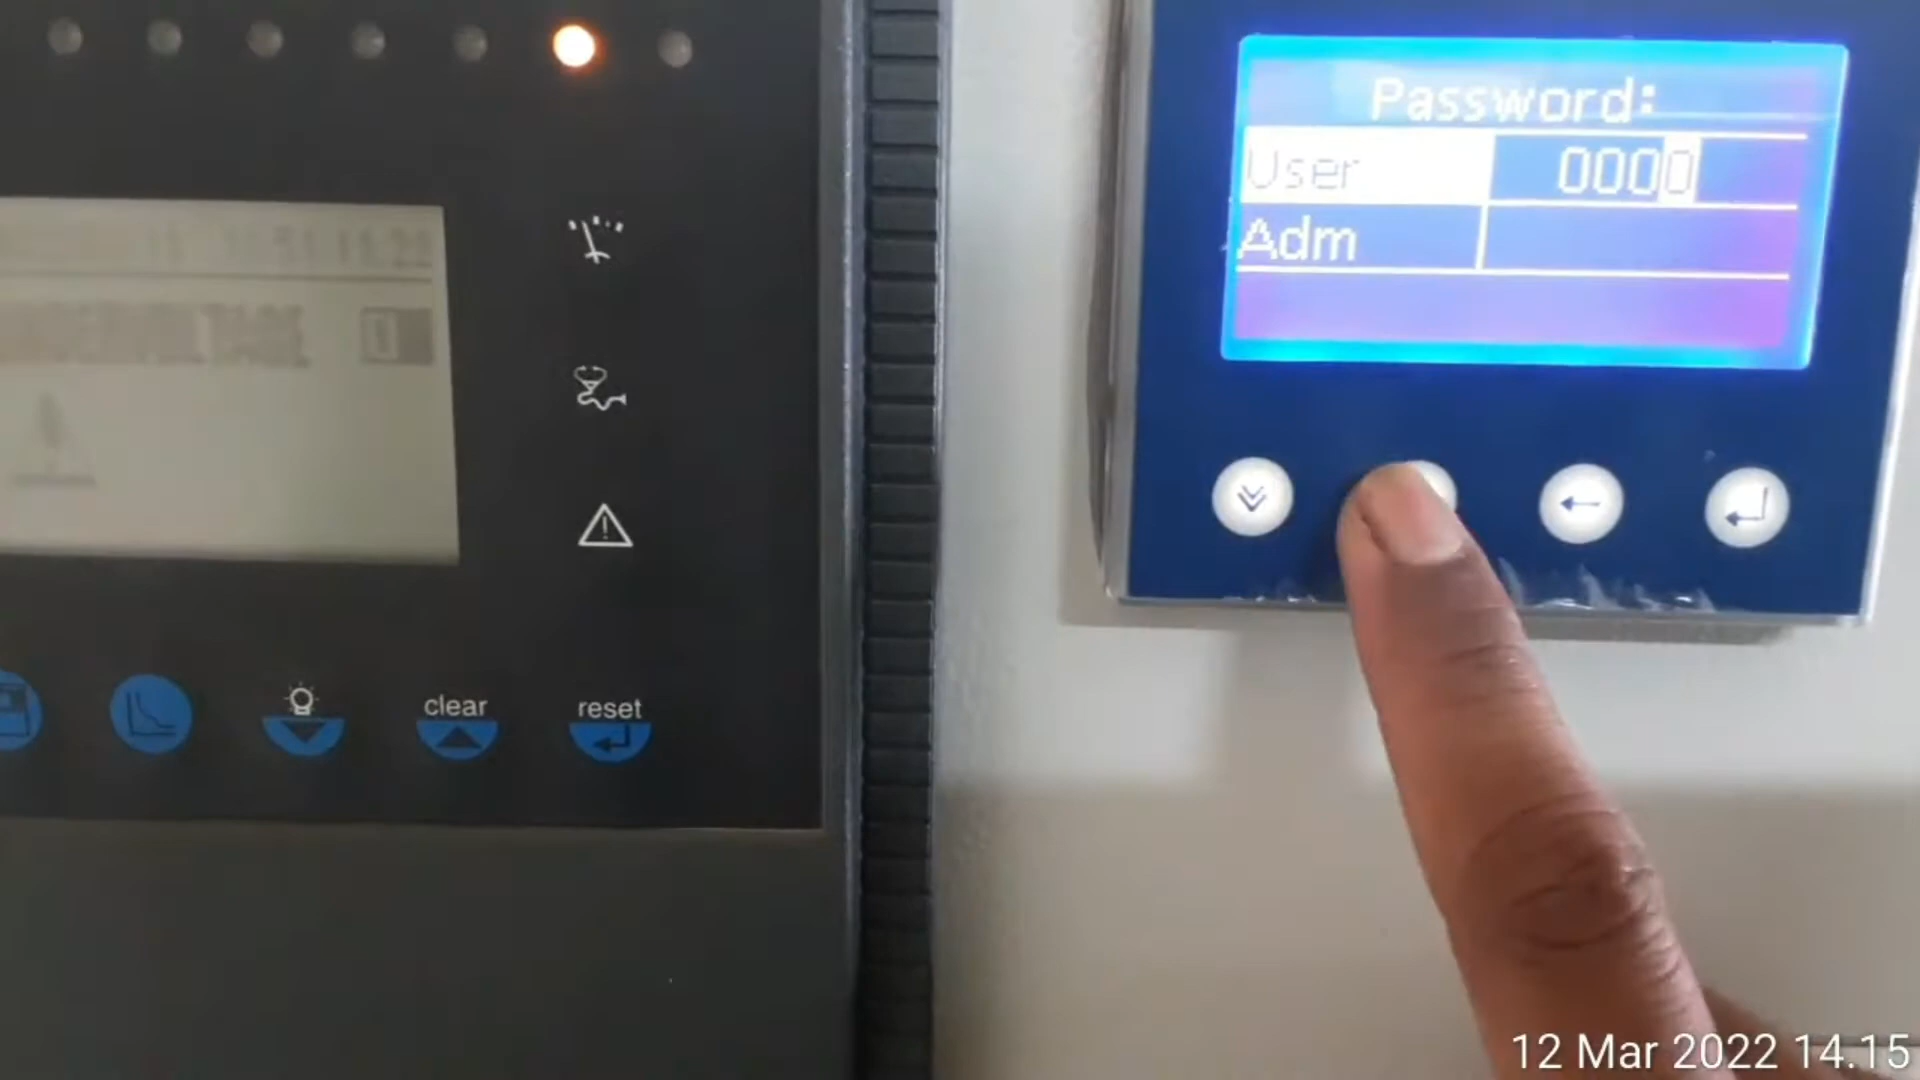 Password:
User 0000
Adm
clear
reset
12 Mar 2022 14.15